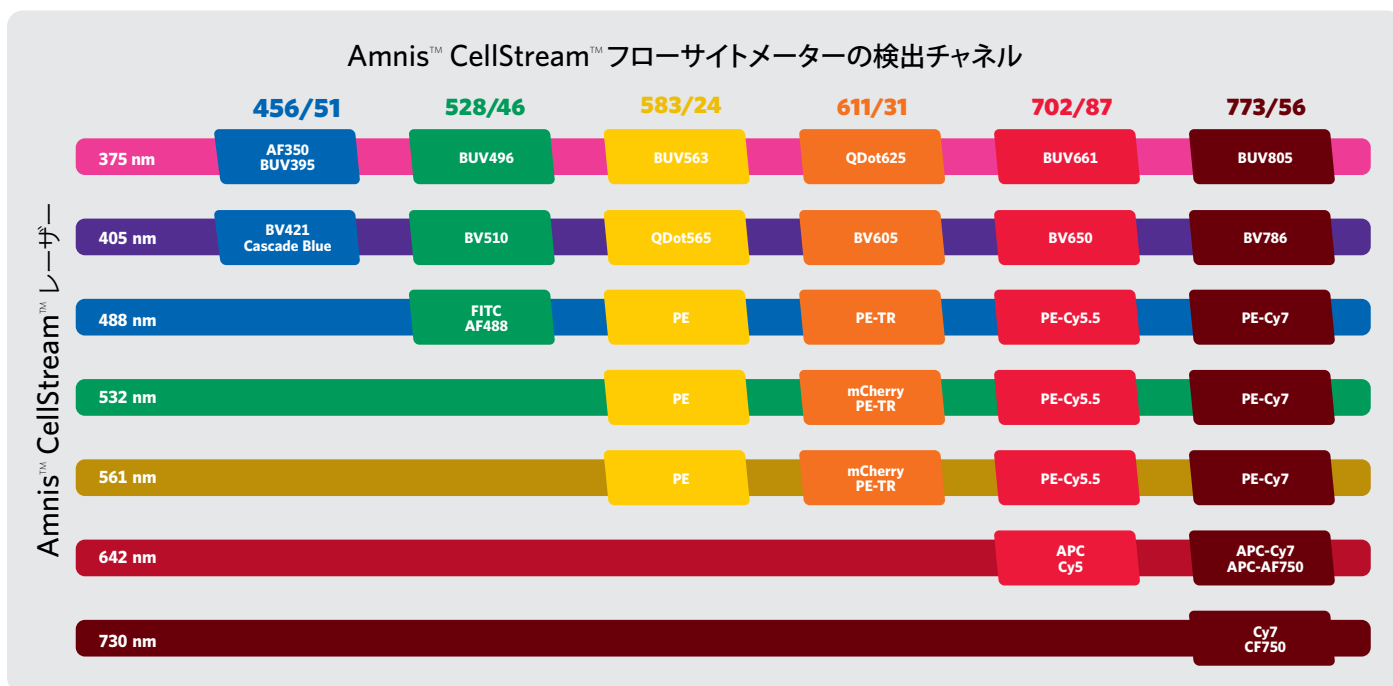 Amnis™ CellStream™ フローサイトメーターの検出チャネル
456/51 528/46 583/24 611/31 702/87 773/56
Amnis™ CellStream™ レーザー
375 nm
AF350
BUV395
BUV496
BUV563
QDot625
BUV661
BUV805
405 nm
BV421
Cascade Blue
BV510
QDot565
BV605
BV650
BV786
488 nm
FITC
AF488
PE
PE-TR
PE-Cy5.5
PE-Cy7
532 nm
PE
mCherry
PE-TR
PE-Cy5.5
PE-Cy7
561 nm
PE
mCherry
PE-TR
PE-Cy5.5
PE-Cy7
642 nm
APC
Cy5
APC-Cy7
APC-AF750
730 nm
Cy7
CF750